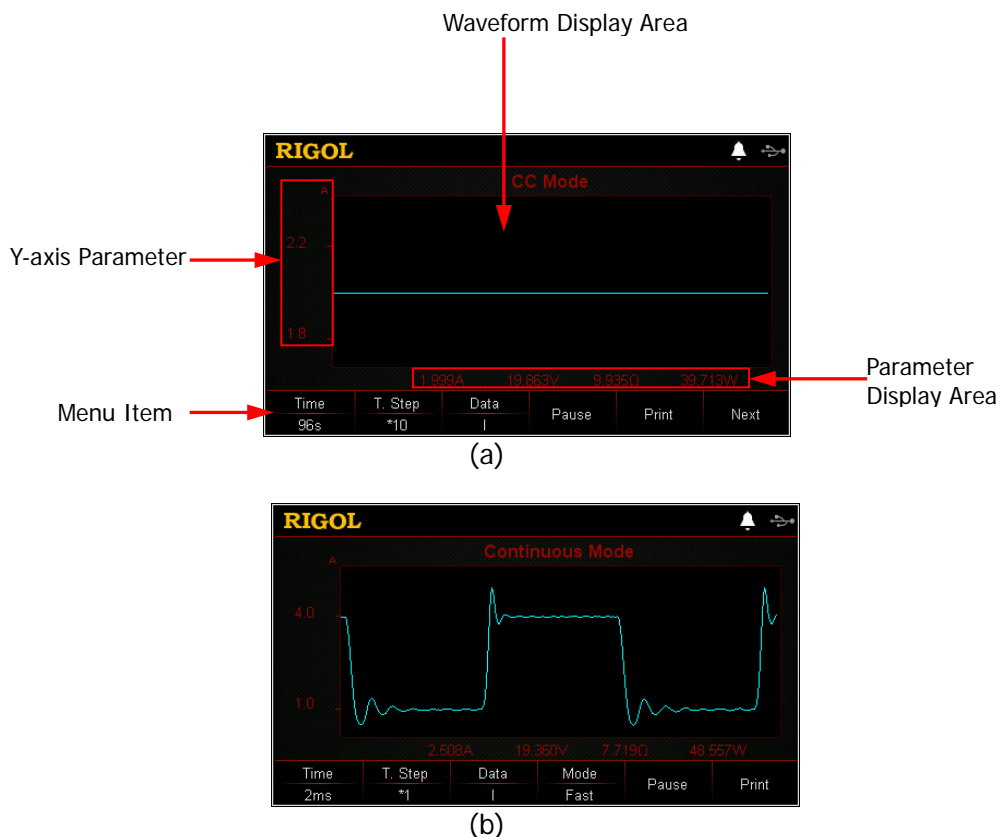 Waveform Display Area
RIGOL
CC Mode
A
2.2
Y-axis Parameter
1.8
1.999A 19.863V 9.935Ω 39.713W
Parameter
Display Area
Menu Item
Time T. Step Data Pause Print Next
96s *10 I
(a)
RIGOL
Continuous Mode
A
4.0
1.0
2.508A 19.360V 7.719Ω 48.557W
Time T. Step Data Mode Pause Print
2ms *1 I Fast
(b)